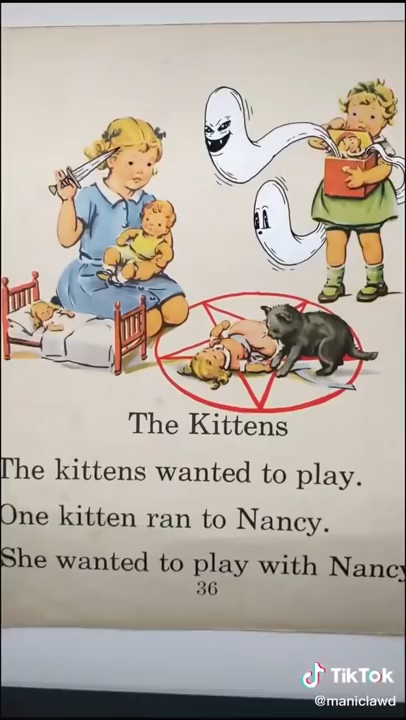 The Kittens
The kittens wanted to play.
One kitten ran to Nancy.
She wanted to play with Nancy
36
TikTok
@maniclawd